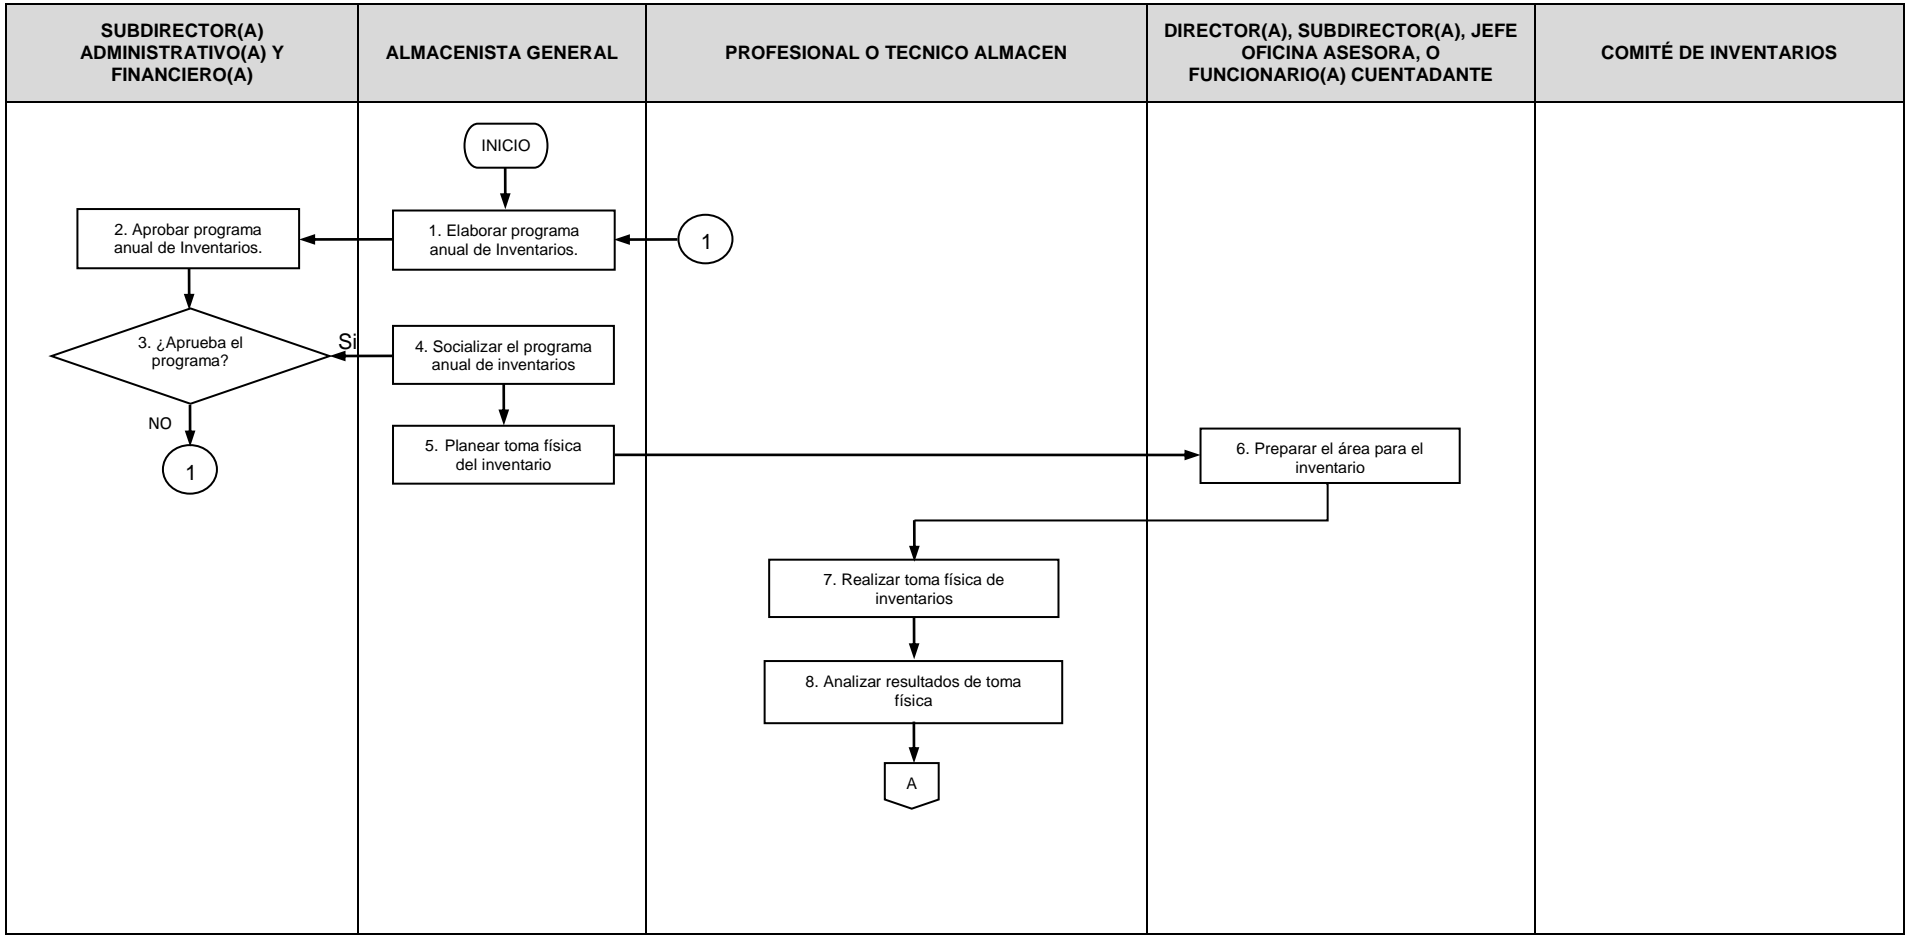 SUBDIRECTOR(A)
ADMINISTRATIVO(A) Y
FINANCIERO(A)
ALMACENISTA GENERAL
PROFESIONAL O TECNICO ALMACEN
DIRECTOR(A), SUBDIRECTOR(A), JEFE
OFICINA ASESORA, O
FUNCIONARIO(A) CUENTADANTE
COMITÉ DE INVENTARIOS
INICIO
2. Aprobar programa
anual de Inventarios.
1. Elaborar programa
anual de Inventarios.
1
3. ¿Aprueba el
programa?
Si
4. Socializar el programa
anual de inventarios
NO
1
5. Planear toma física
del inventario
6. Preparar el área para el
inventario
7. Realizar toma física de
inventarios
8. Analizar resultados de toma
física
A